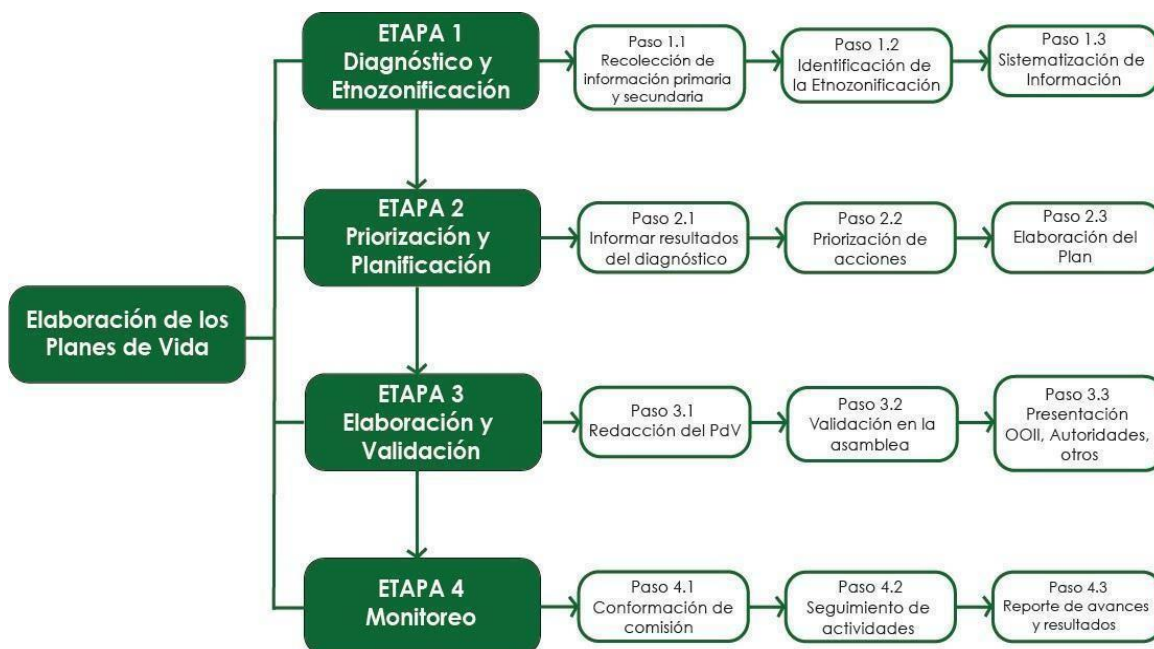 Elaboración de los
Planes de Vida
ETAPA 1
Diagnóstico y
Etnozonificación
Paso 1.1
Recolección de
información primaria
y secundaria
Paso 1.2
Identificación de
la Etnozonificación
Paso 1.3
Sistematización de
Información
ETAPA 2
Priorización y
Planificación
Paso 2.1
Informar resultados
del diagnóstico
Paso 2.2
Priorización de
acciones
Paso 2.3
Elaboración del
Plan
ETAPA 3
Elaboración y
Validación
Paso 3.1
Redacción del PdV
Paso 3.2
Validación en la
asamblea
Paso 3.3
Presentación
OOII, Autoridades,
otros
ETAPA 4
Monitoreo
Paso 4.1
Conformación de
comisión
Paso 4.2
Seguimiento de
actividades
Paso 4.3
Reporte de avances
y resultados